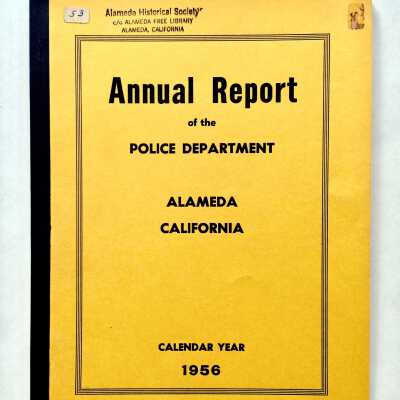 53
Alameda Historical Society
c/o ALAMEDA FREE LIBRARY
ALAMEDA, CALIFORNIA
Annual Report
of the
POLICE DEPARTMENT
ALAMEDA
CALIFORNIA
CALENDAR YEAR
1956